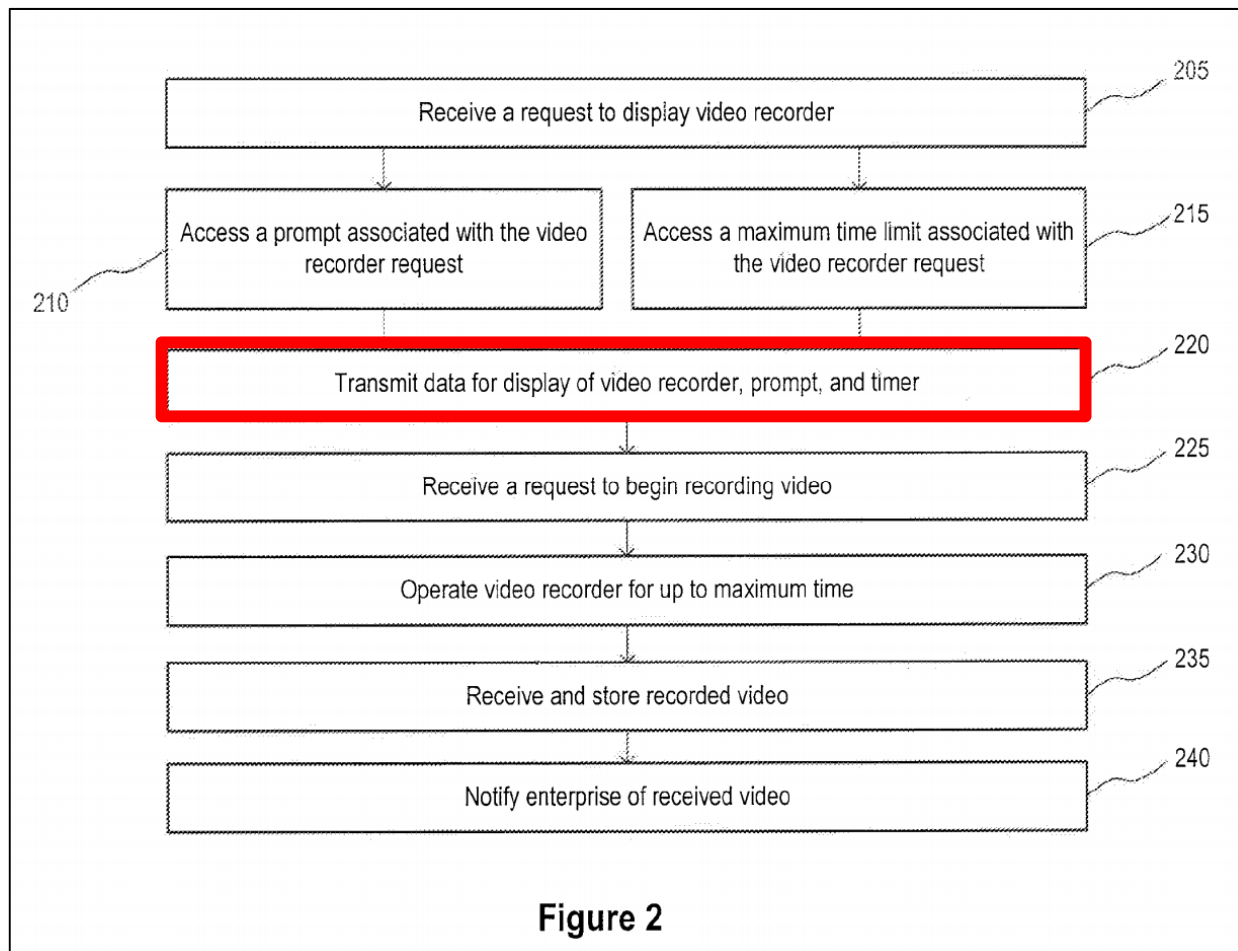 205
Receive a request to display video recorder
Access a prompt associated with the video
recorder request
210
Access a maximum time limit associated with
the video recorder request
215
Transmit data for display of video recorder, prompt, and timer
220
Receive a request to begin recording video
225
Operate video recorder for up to maximum time
230
Receive and store recorded video
235
Notify enterprise of received video
240
Figure 2